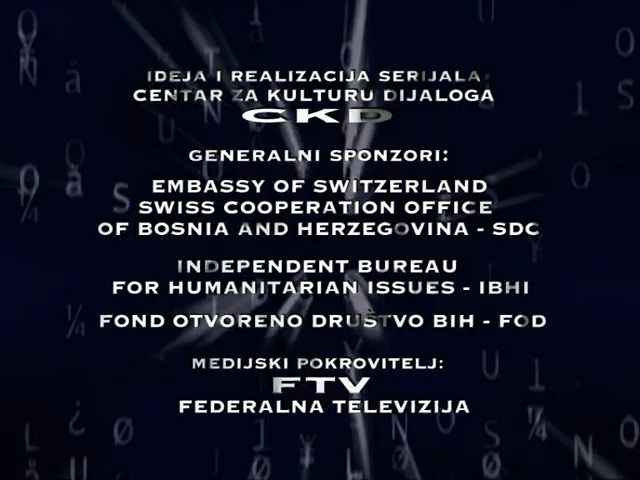 IDEJA I REALIZACIJA SERIJALA
CENTAR ZA KULTURU DIJALOGA
CKD
GENERALNI SPONZORI:
EMBASSY OF SWITZERLAND
SWISS COOPERATION OFFICE
OF BOSNIA AND HERZEGOVINA - SDC
INDEPENDENT BUREAU
FOR HUMANITARIAN ISSUES - IBHI
FOND OTVORENO DRUŠTVO BIH - FOD
MEDIJSKI POKROVITELJ:
FTV
FEDERALNA TELEVIZIJA